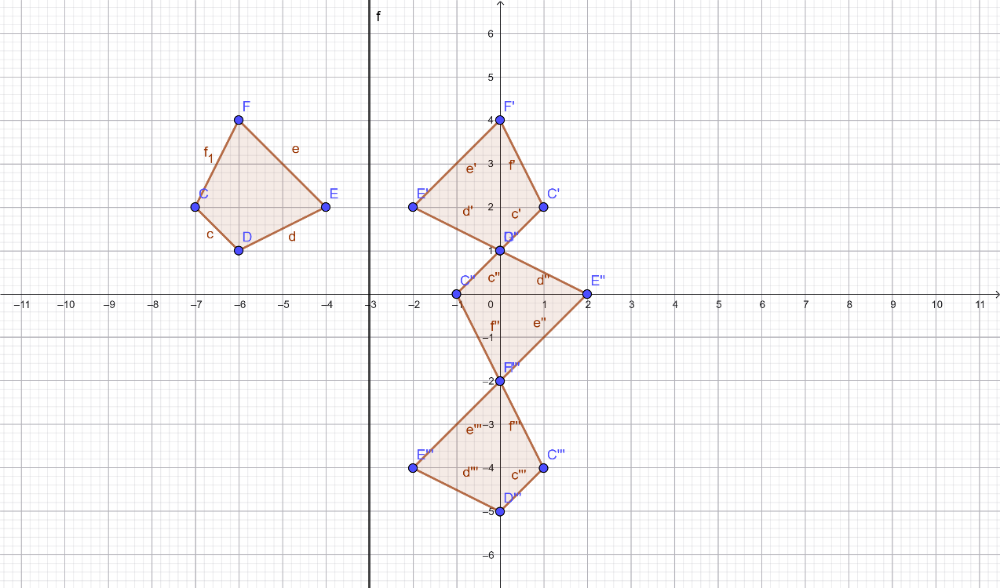 f
6
5
F F'
4
f₁ e
3
e' f'
C E E' C'
2
d' c'
c D d
1
c'' d''
C'' E''
–11 –10 –9 –8 –7 –6 –5 –4 –3 –2 –1 0 1 2 3 4 5 6 7 8 9 10 11
f'' e''
–1
–2
e''' –3 f'''
E''' C'''
–4
d''' c'''
D'''
–5
–6